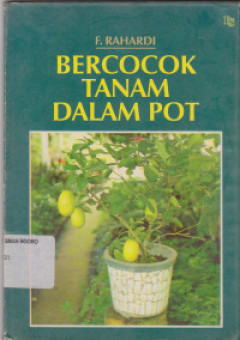 F. RAHARDI
BERCOCOK
TANAM
DALAM POT